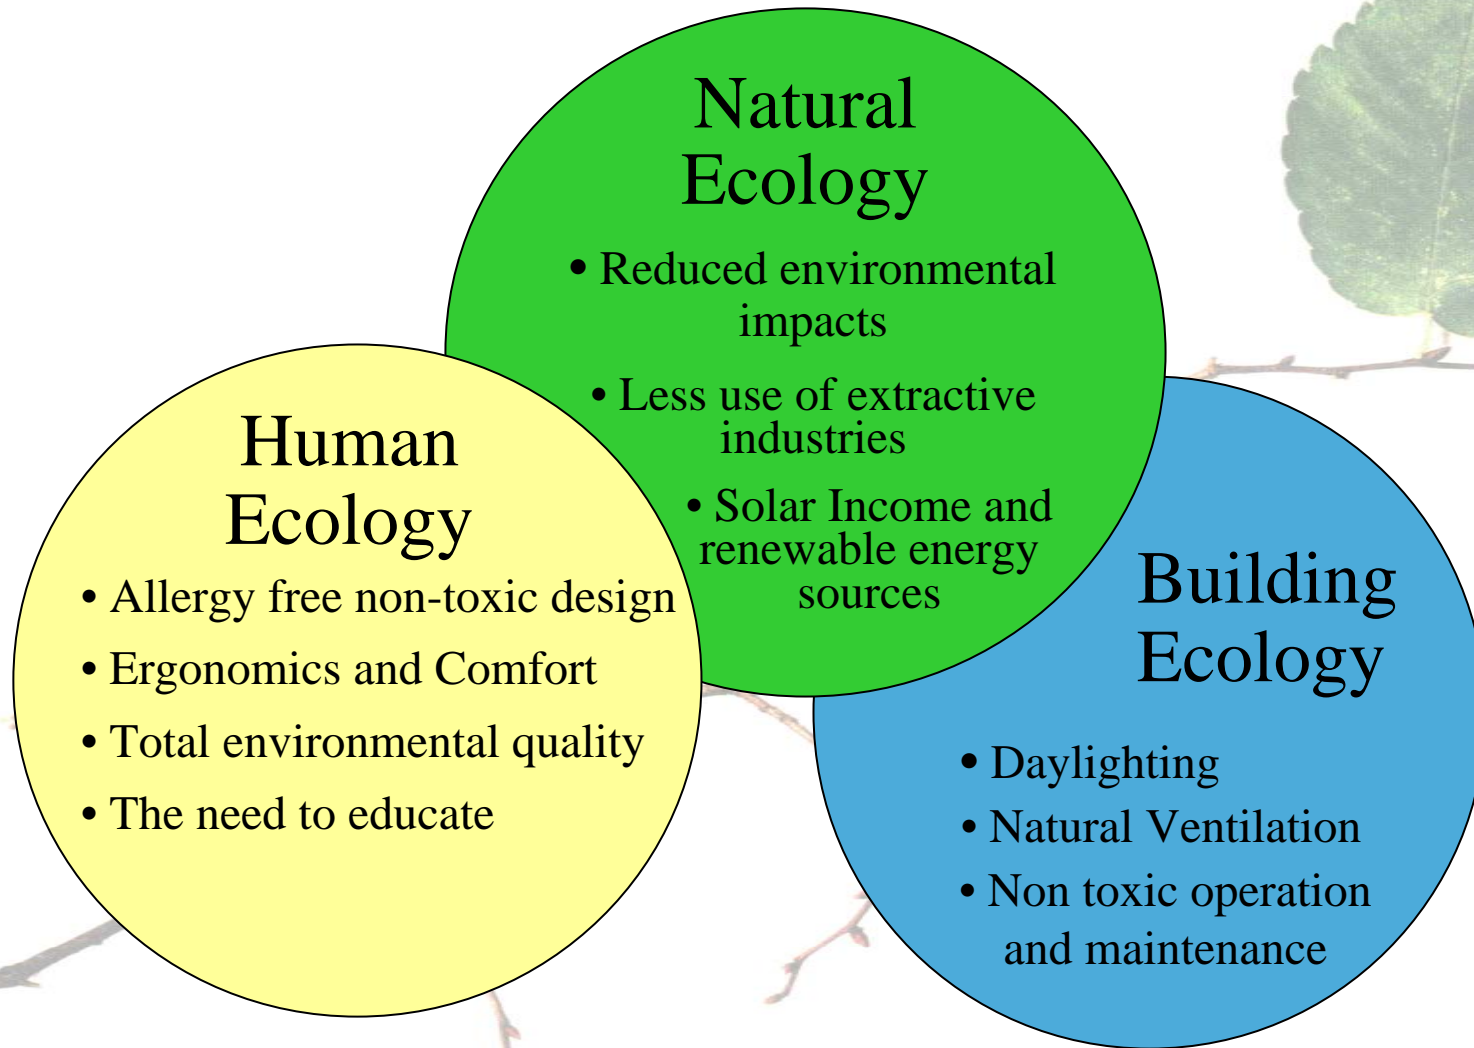 Natural
Ecology
• Reduced environmental
impacts
• Less use of extractive
industries
• Solar Income and
renewable energy
sources
Human
Ecology
• Allergy free non-toxic design
• Ergonomics and Comfort
• Total environmental quality
• The need to educate
Building
Ecology
• Daylighting
• Natural Ventilation
• Non toxic operation
and maintenance